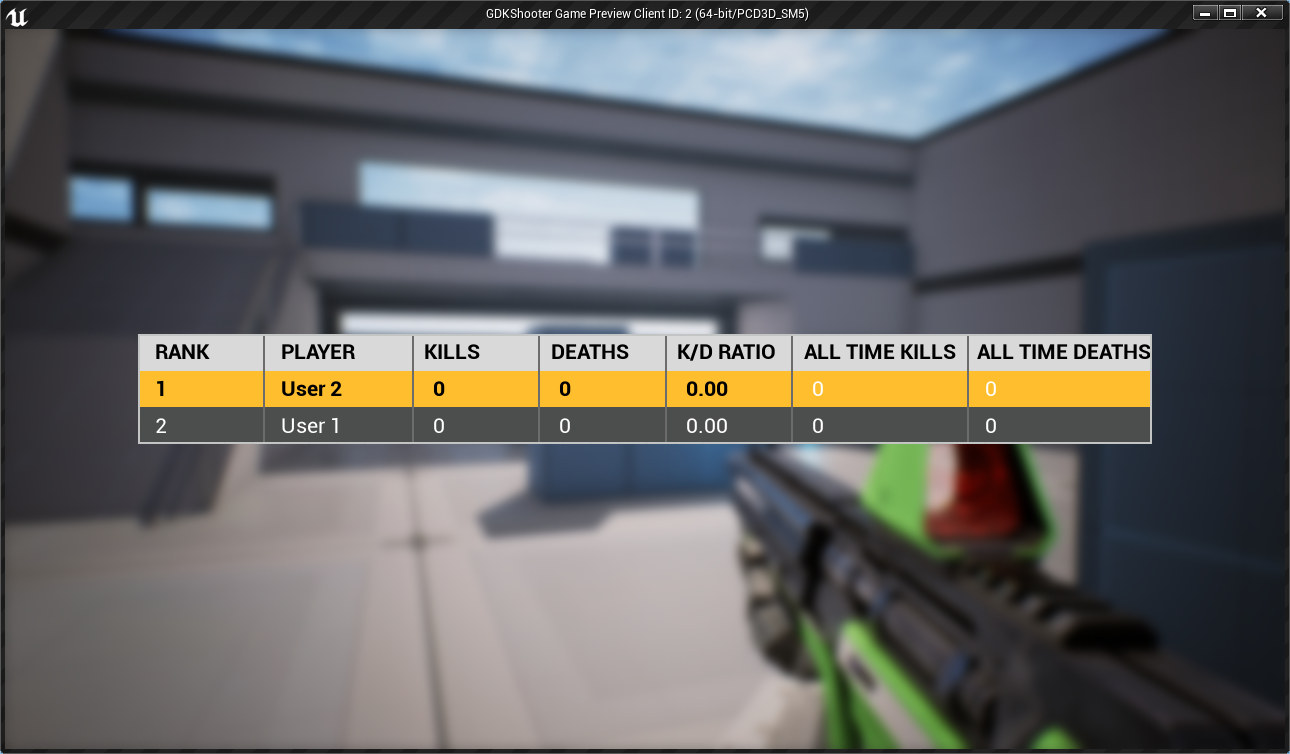 GDKShooter Game Preview Client ID: 2 (64-bit/PCD3D_SM5)
RANK PLAYER KILLS DEATHS K/D RATIO ALL TIME KILLS ALL TIME DEATHS
1 User 2 0 0 0.00 0 0
2 User 1 0 0 0.00 0 0